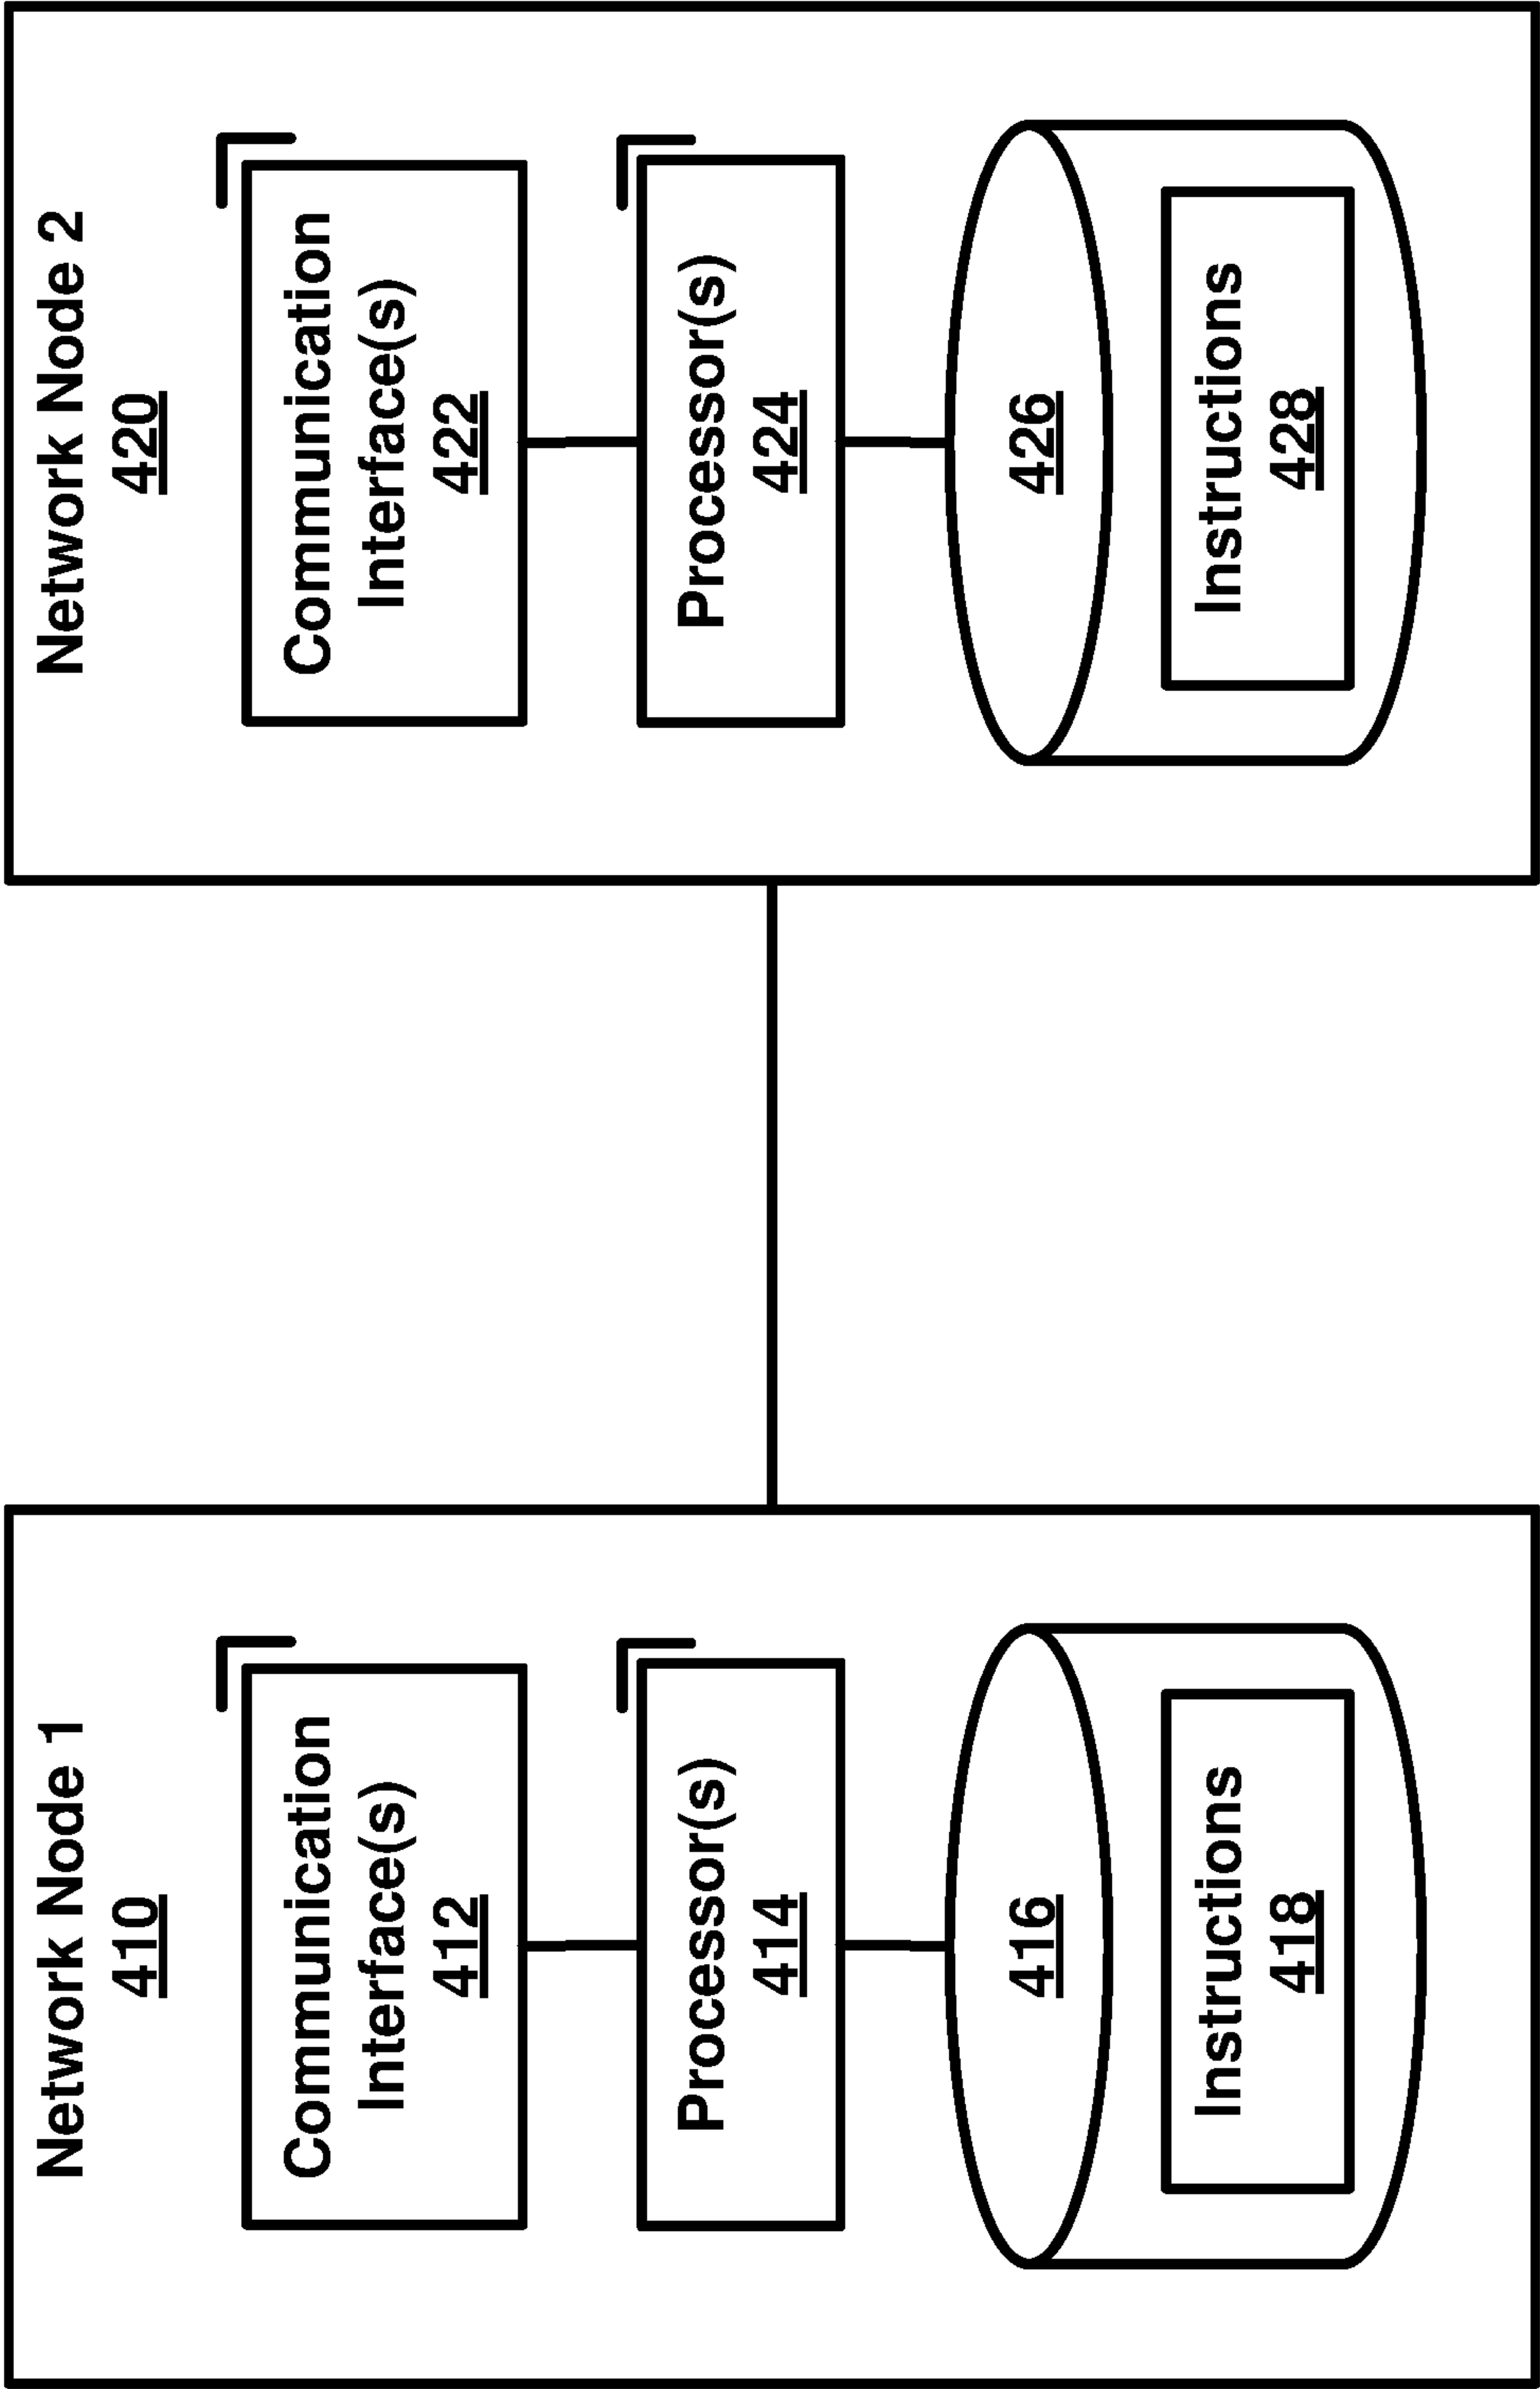 Network Node 1
410
Communication
Interface(s)
412
Processor(s)
414
416
Instructions
418
Network Node 2
420
Communication
Interface(s)
422
Processor(s)
424
426
Instructions
428